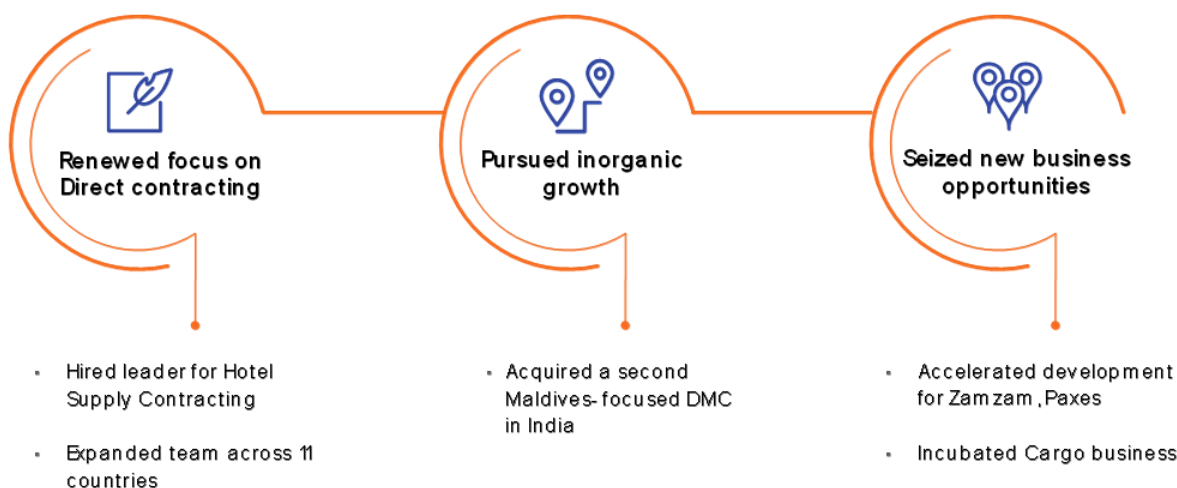 Renewed focus on
Direct contracting
Pursued inorganic
growth
Seized new business
opportunities
• Hired leader for Hotel
Supply Contracting
• Expanded team across 11
countries
• Acquired a second
Maldives-focused DMC
in India
• Accelerated development
for Zamzam, Paxes
• Incubated Cargo business